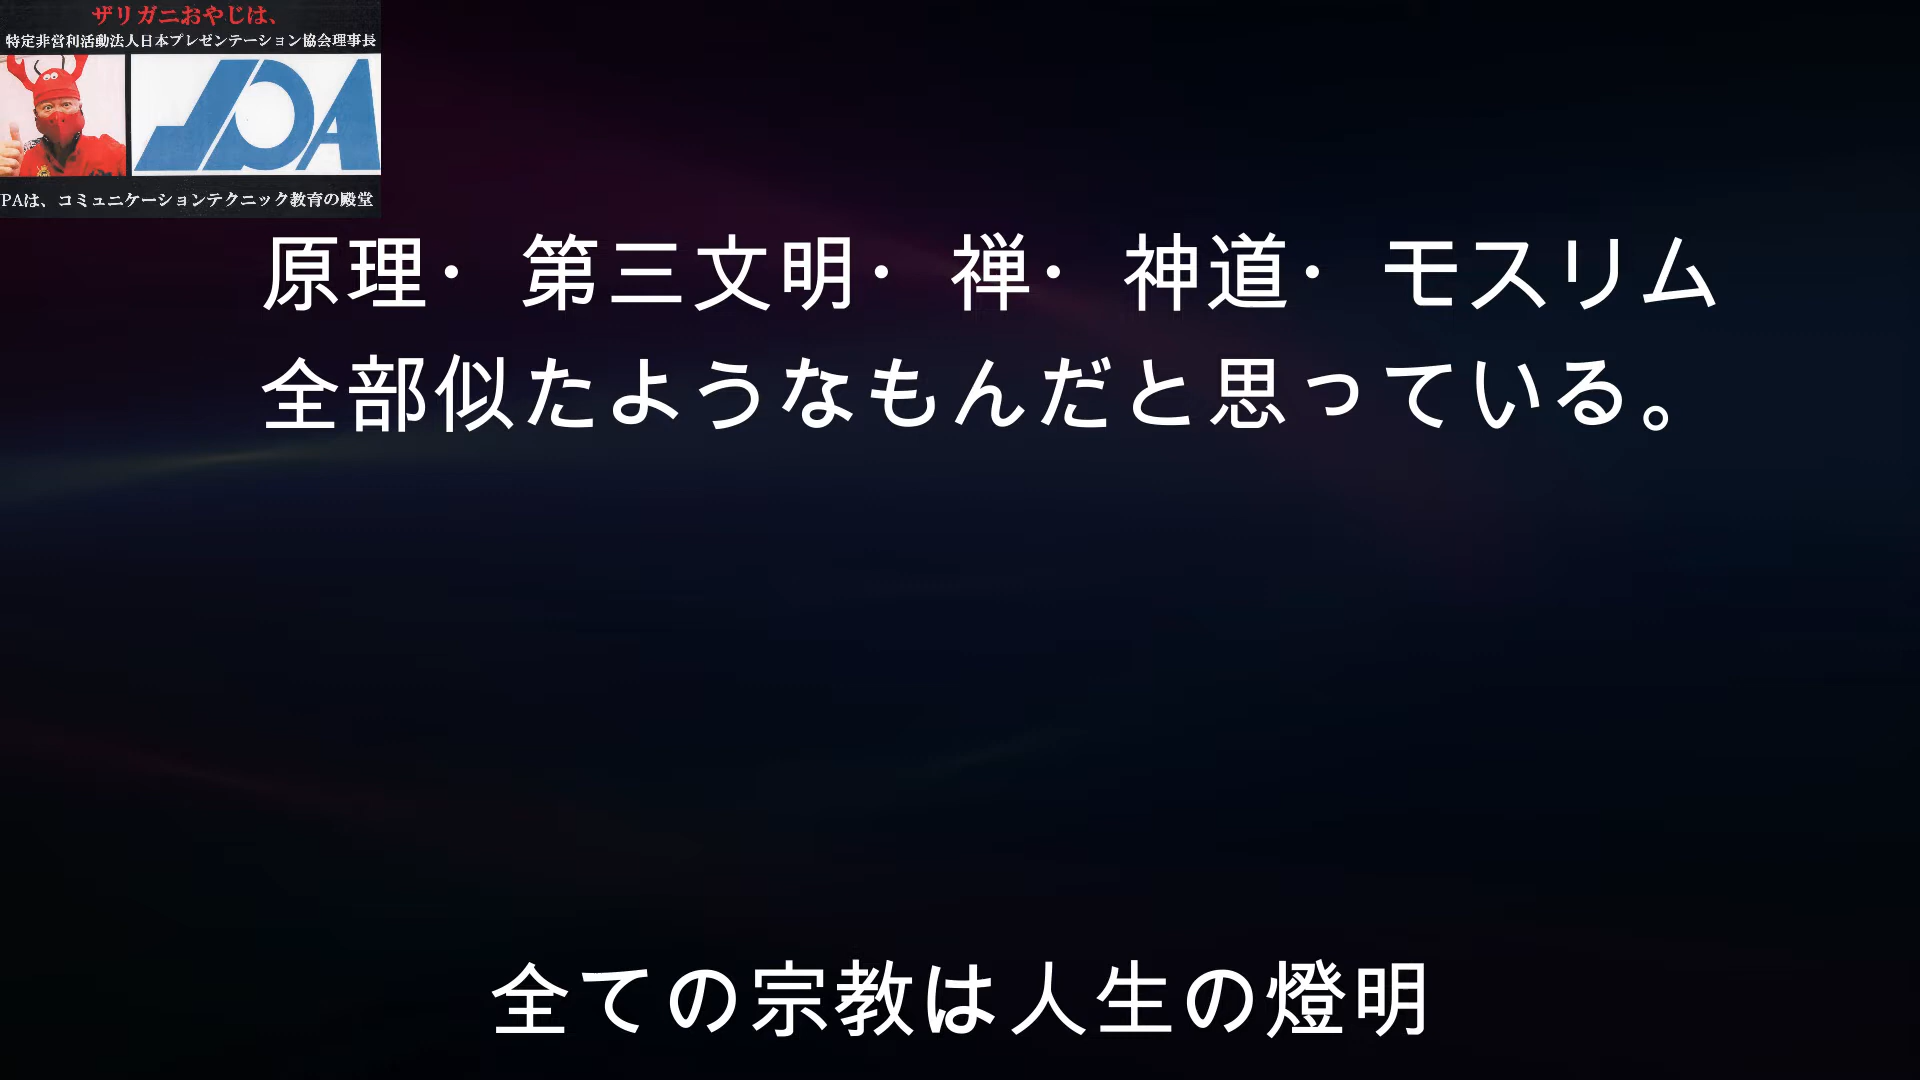 ザリガニおやじは、
特定非営利活動法人日本プレゼンテーション協会理事長
JPA
PAは、コミュニケーションテクニック教育の殿堂
原理・第三文明・禅・神道・モスリム
全部似たようなもんだと思っている。
全ての宗教は人生の燈明